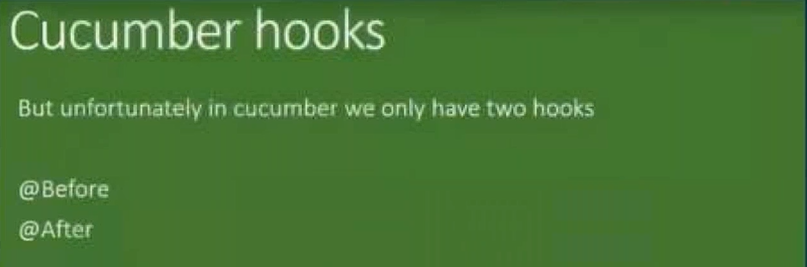 Cucumber hooks
But unfortunately in cucumber we only have two hooks
@Before
@After